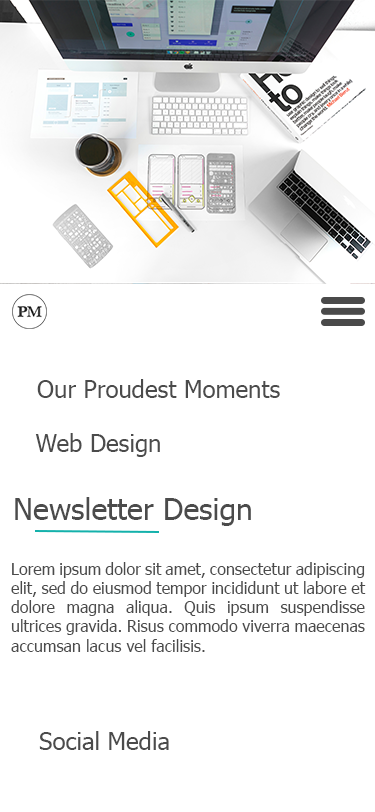 How
to
PM
Our Proudest Moments
Web Design
Newsletter Design
Lorem ipsum dolor sit amet, consectetur adipiscing
elit, sed do eiusmod tempor incididunt ut labore et
dolore magna aliqua. Quis ipsum suspendisse
ultrices gravida. Risus commodo viverra maecenas
accumsan lacus vel facilisis.
Social Media